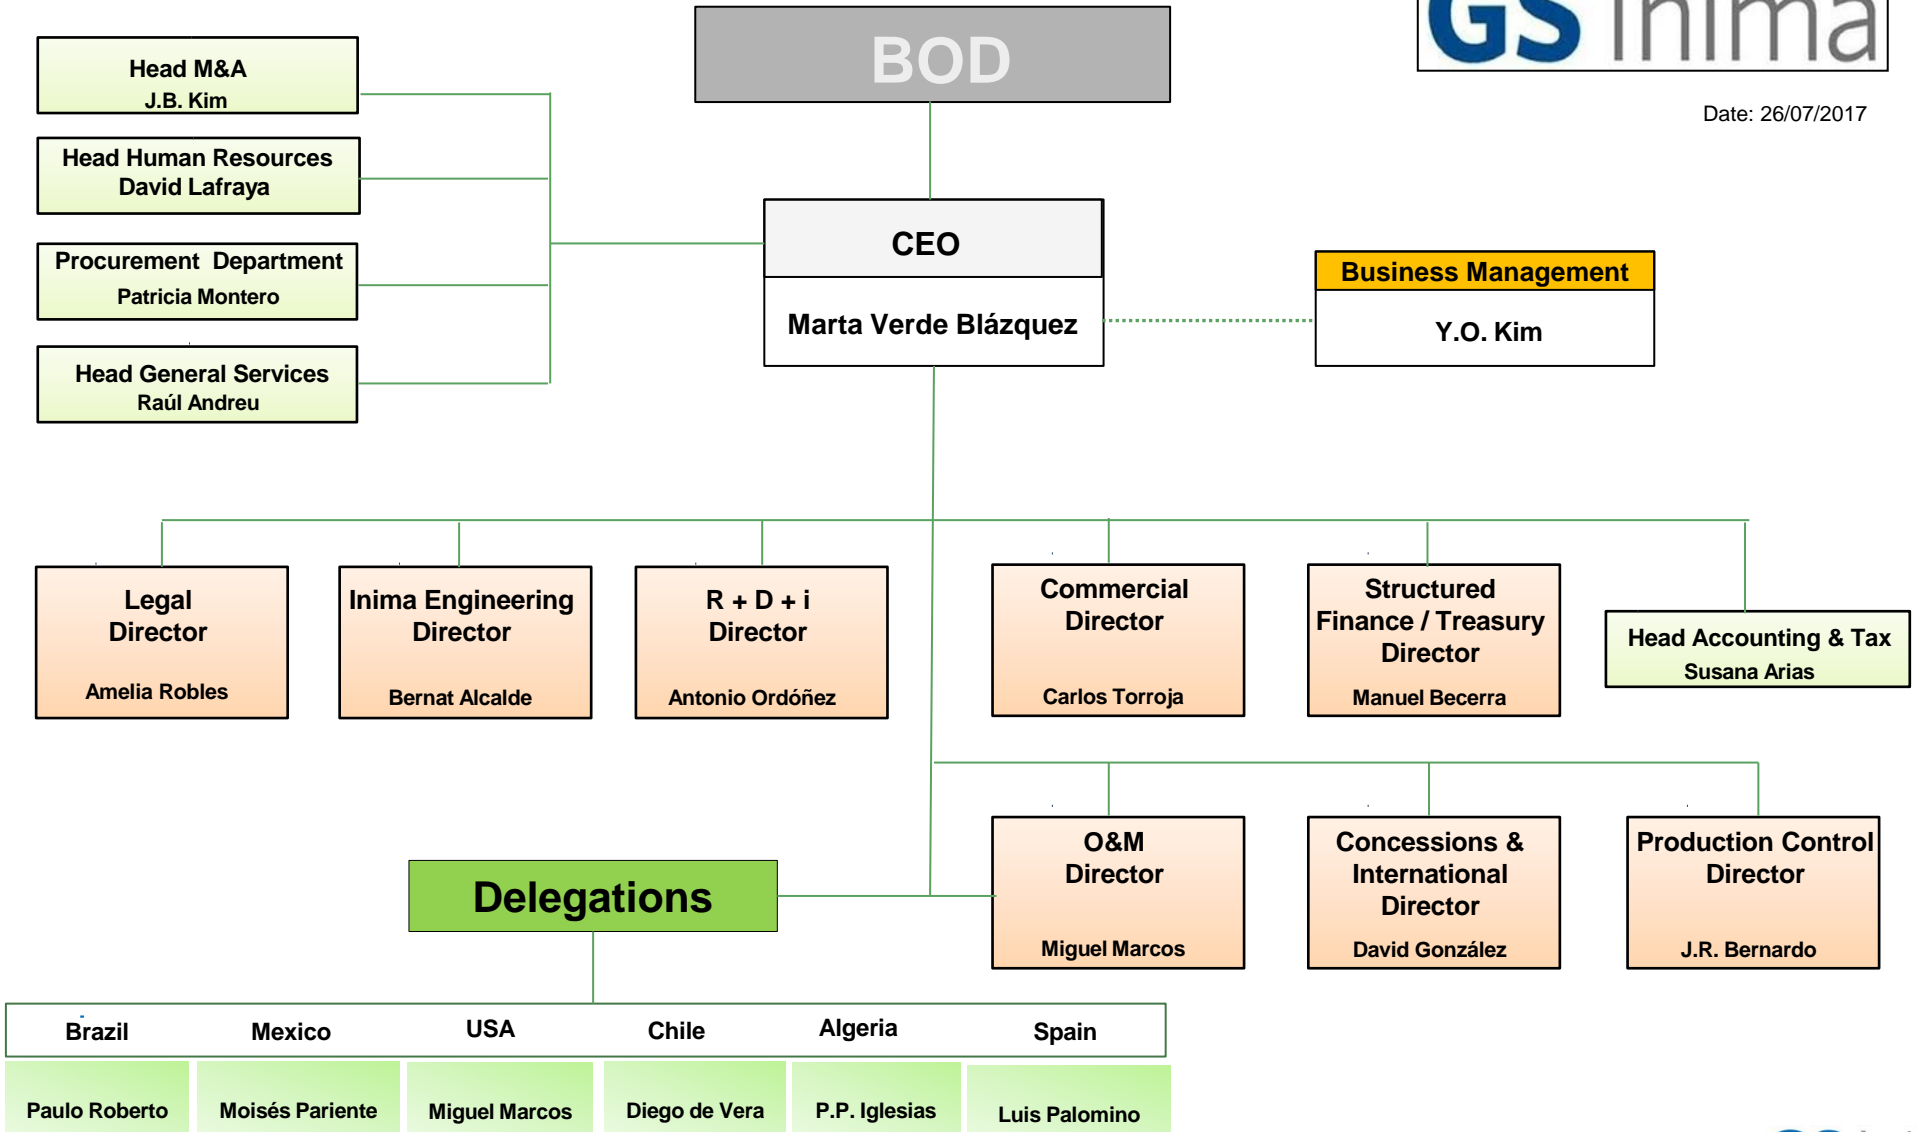 GS inima
BOD
Date: 26/07/2017
Head M&A
J.B. Kim
Head Human Resources
David Lafraya
Procurement Department
Patricia Montero
Head General Services
Raúl Andreu
CEO
Marta Verde Blázquez
Business Management
Y.O. Kim
Legal
Director
Amelia Robles
Inima Engineering
Director
Bernat Alcalde
R + D + i
Director
Antonio Ordóñez
Commercial
Director
Carlos Torroja
Structured
Finance / Treasury
Director
Manuel Becerra
Head Accounting & Tax
Susana Arias
O&M
Director
Miguel Marcos
Concessions &
International
Director
David González
Production Control
Director
J.R. Bernardo
Delegations
Brazil
Mexico
USA
Chile
Algeria
Spain
Paulo Roberto
Moisés Pariente
Miguel Marcos
Diego de Vera
P.P. Iglesias
Luis Palomino